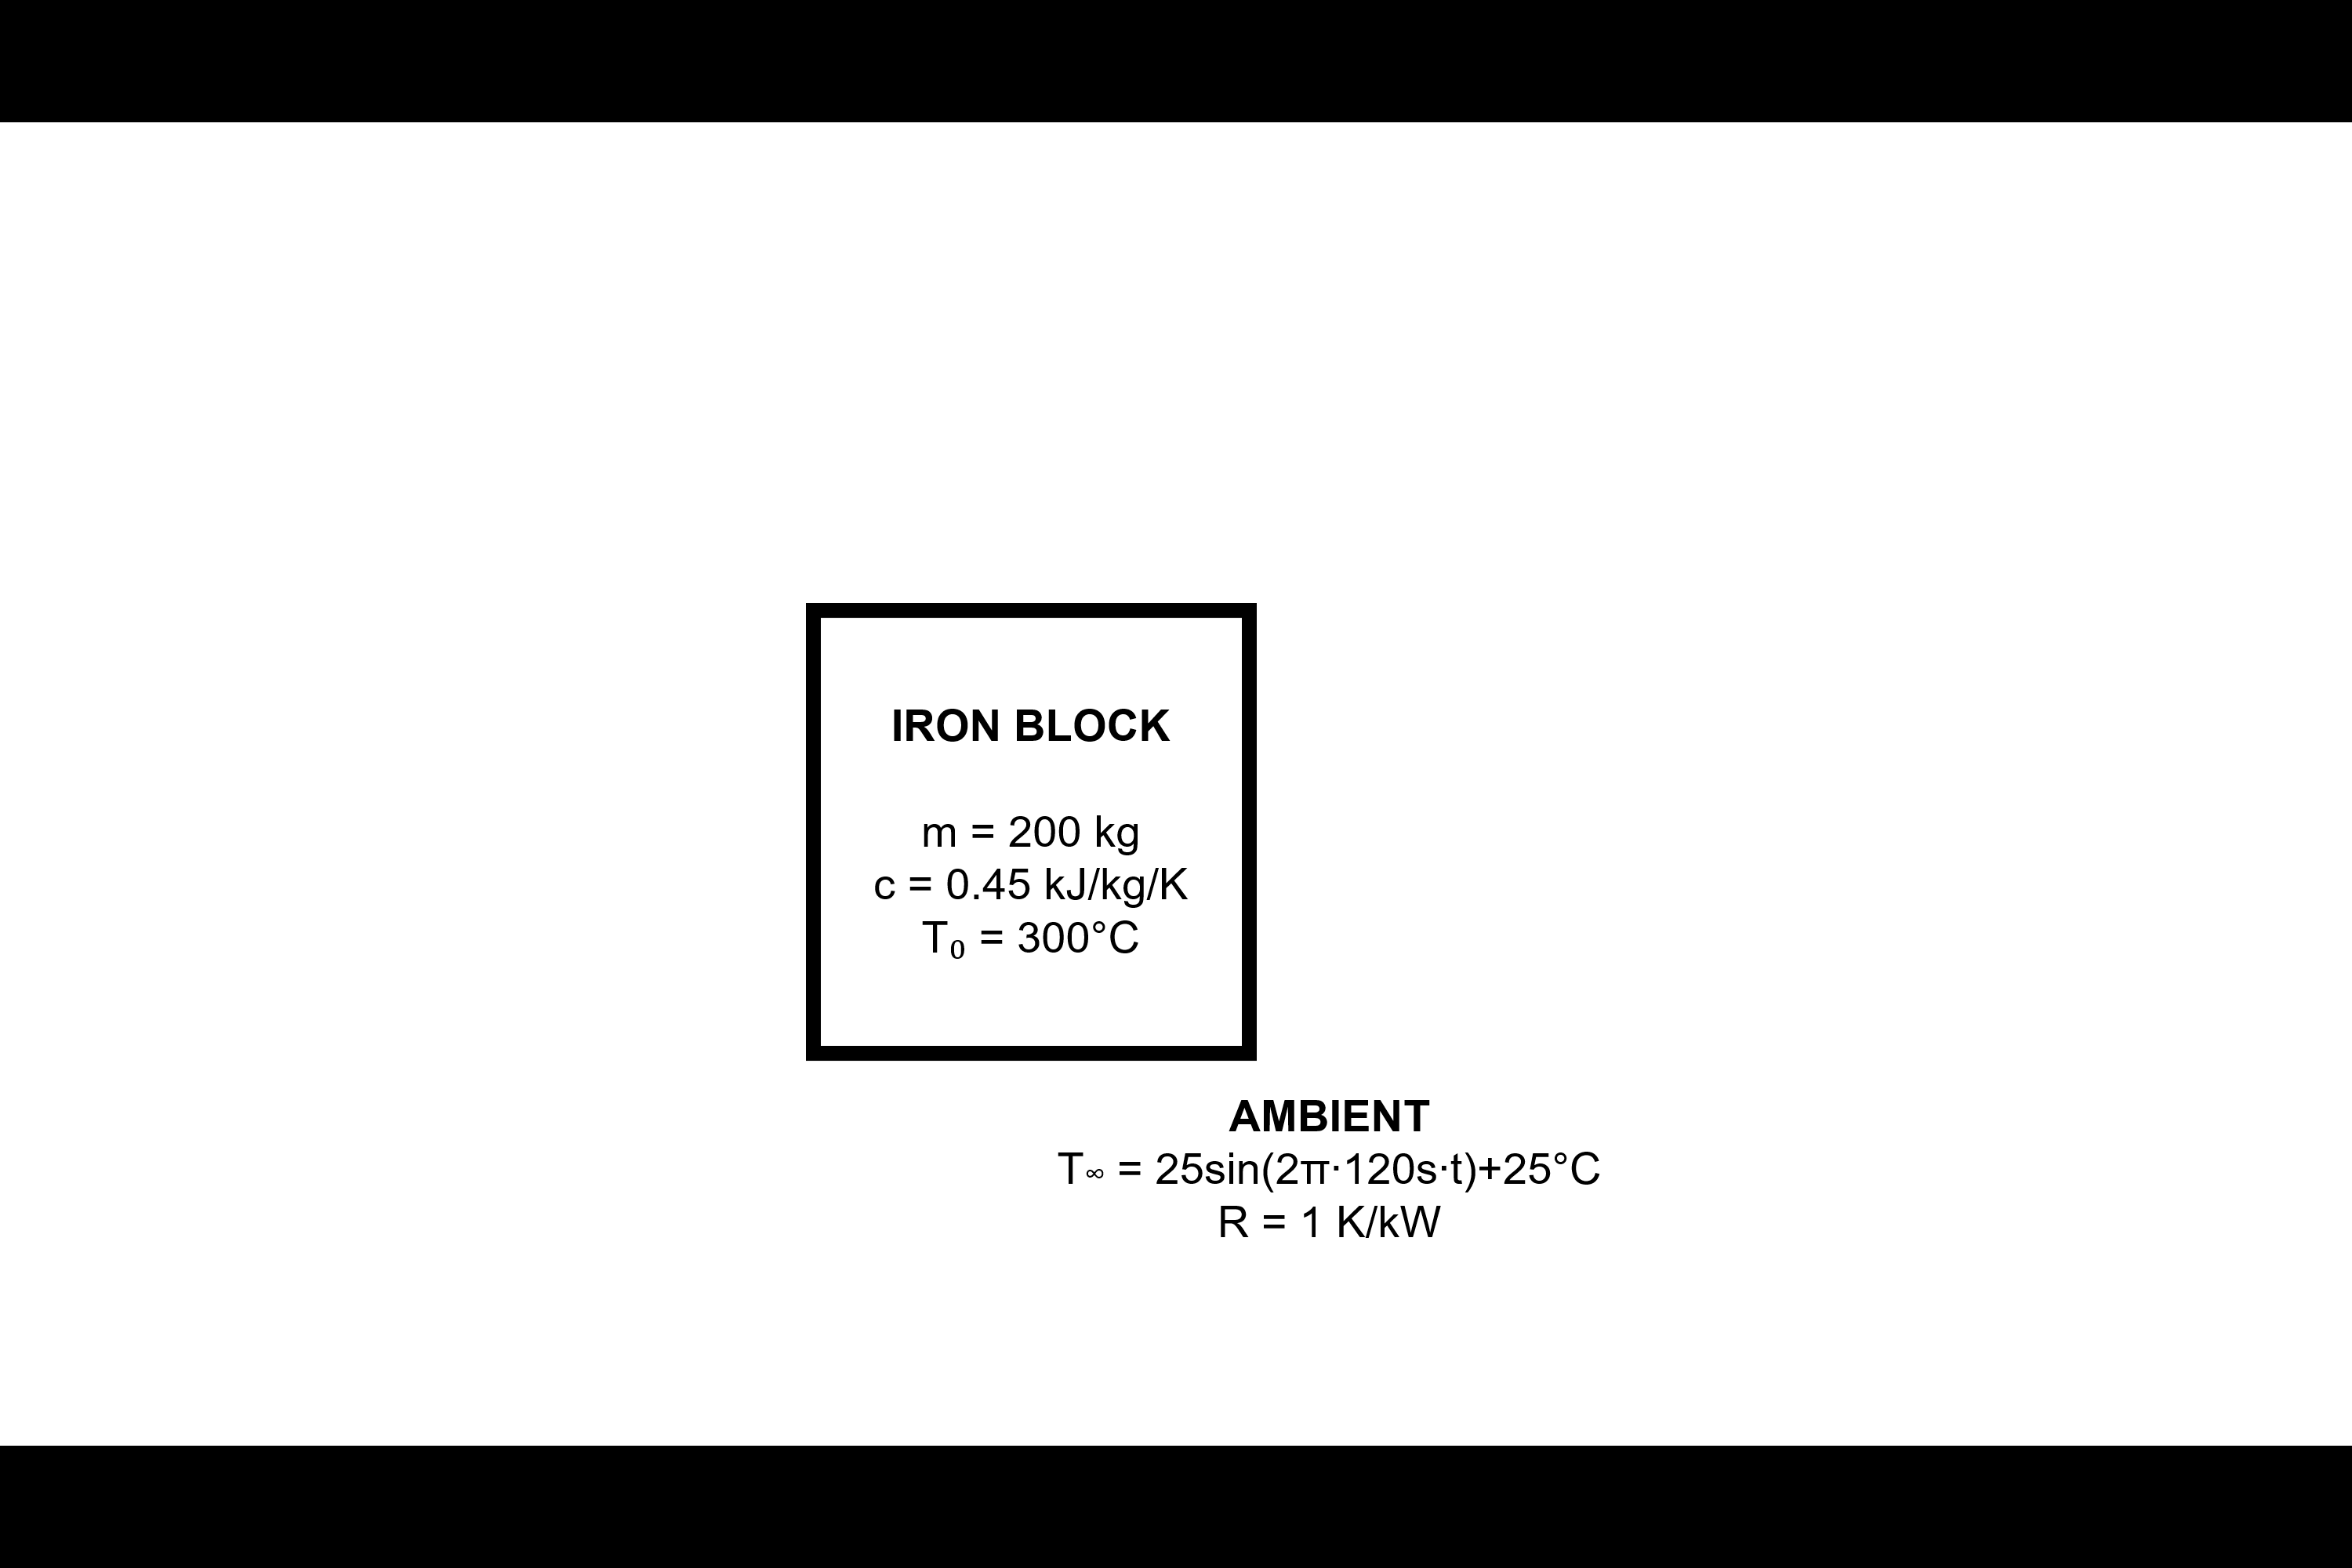 IRON BLOCK
m = 200 kg
c = 0.45 kJ/kg/K
T₀ = 300°C
AMBIENT
T∞ = 25sin(2π·120s·t)+25°C
R = 1 K/kW